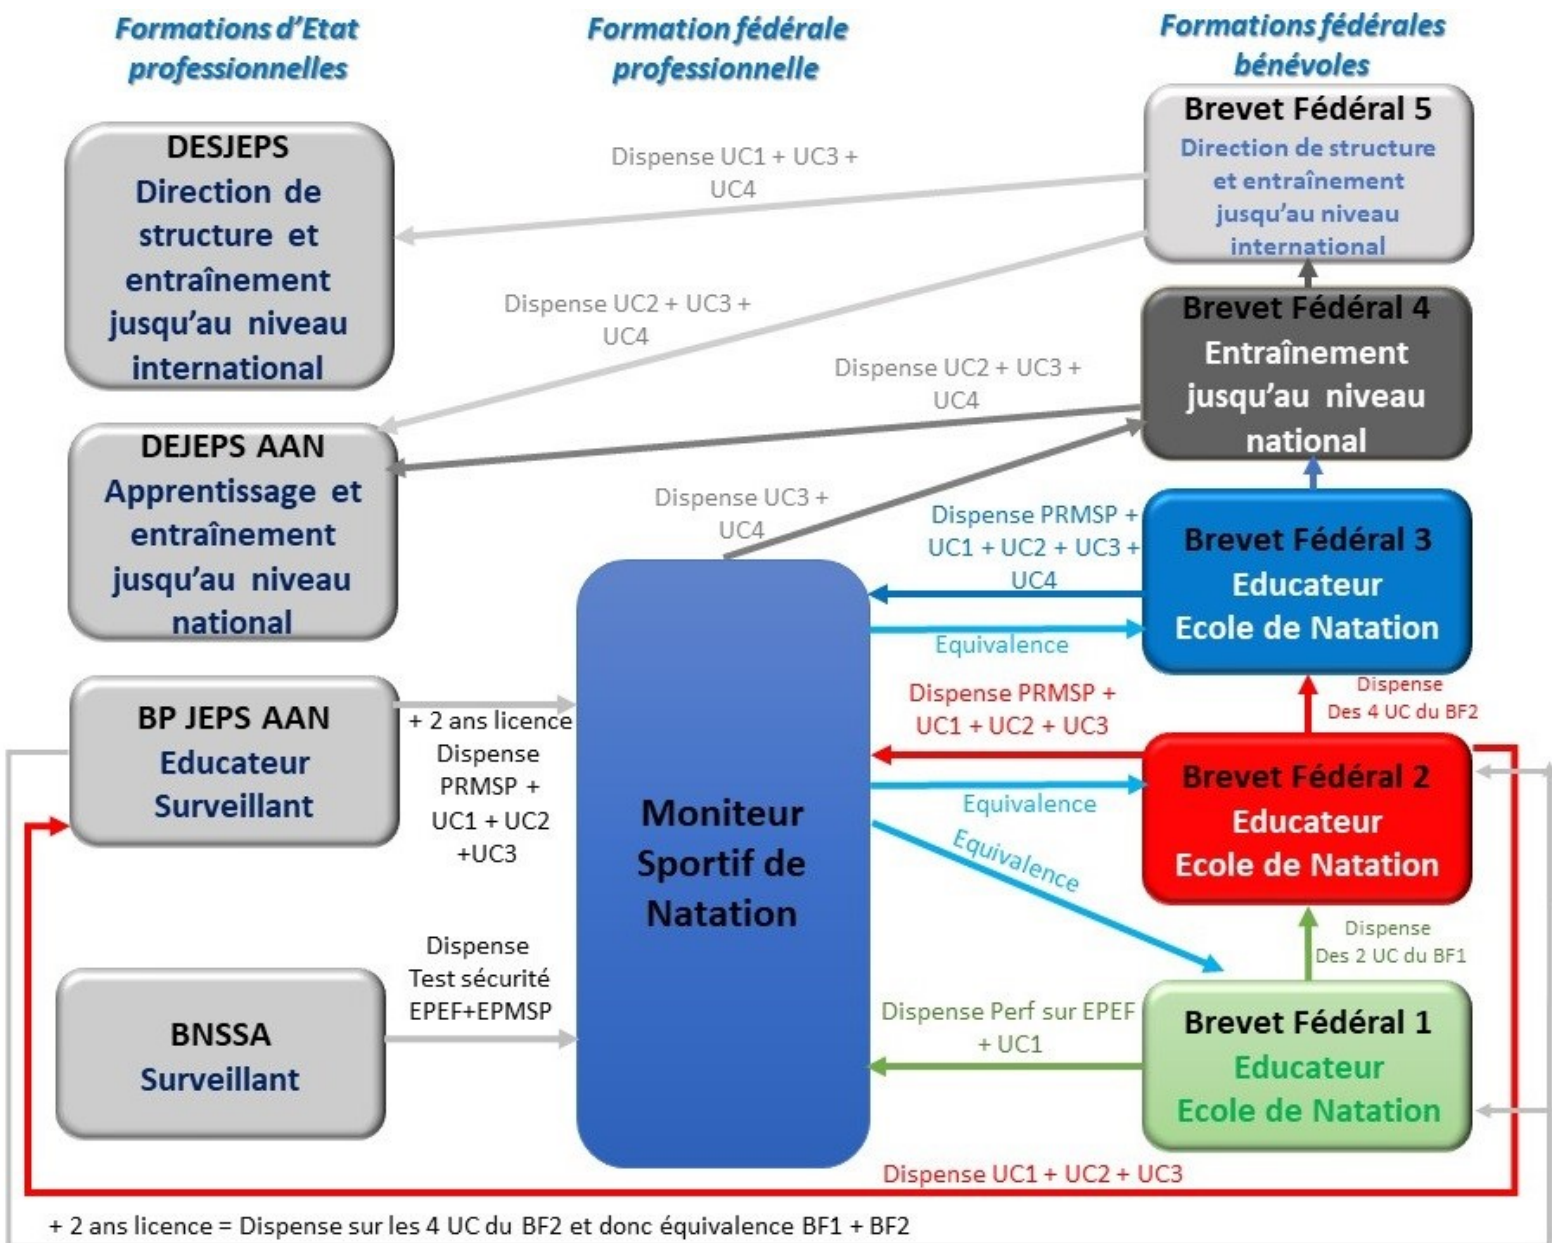 Formations d'Etat
professionnelles
Formation fédérale
professionnelle
Formations fédérales
bénévoles
DESJEPS
Direction de
structure et
entraînement
jusqu'au niveau
international
Dispense UC1 + UC3 +
UC4
Brevet Fédéral 5
Direction de structure
et entraînement
jusqu'au niveau
international
Dispense UC2 + UC3 +
UC4
Brevet Fédéral 4
Entraînement
jusqu'au niveau
national
Dispense UC2 + UC3 +
UC4
DEJEPS AAN
Apprentissage et
entraînement
jusqu'au niveau
national
Dispense UC3 +
UC4
Dispense PRMSP +
UC1 + UC2 + UC3 +
UC4
Brevet Fédéral 3
Educateur
Ecole de Natation
Equivalence
BP JEPS AAN
Educateur
Surveillant
+ 2 ans licence
Dispense
PRMSP +
UC1 + UC2
+UC3
Moniteur
Sportif de
Natation
Dispense PRMSP +
UC1 + UC2 + UC3
Dispense
Des 4 UC du BF2
Brevet Fédéral 2
Educateur
Ecole de Natation
Equivalence
Equivalence
Dispense
Des 2 UC du BF1
BNSSA
Surveillant
Dispense
Test sécurité
EPEF+EPMSP
Dispense Perf sur EPEF
+ UC1
Brevet Fédéral 1
Educateur
Ecole de Natation
Dispense UC1 + UC2 + UC3
+ 2 ans licence = Dispense sur les 4 UC du BF2 et donc équivalence BF1 + BF2